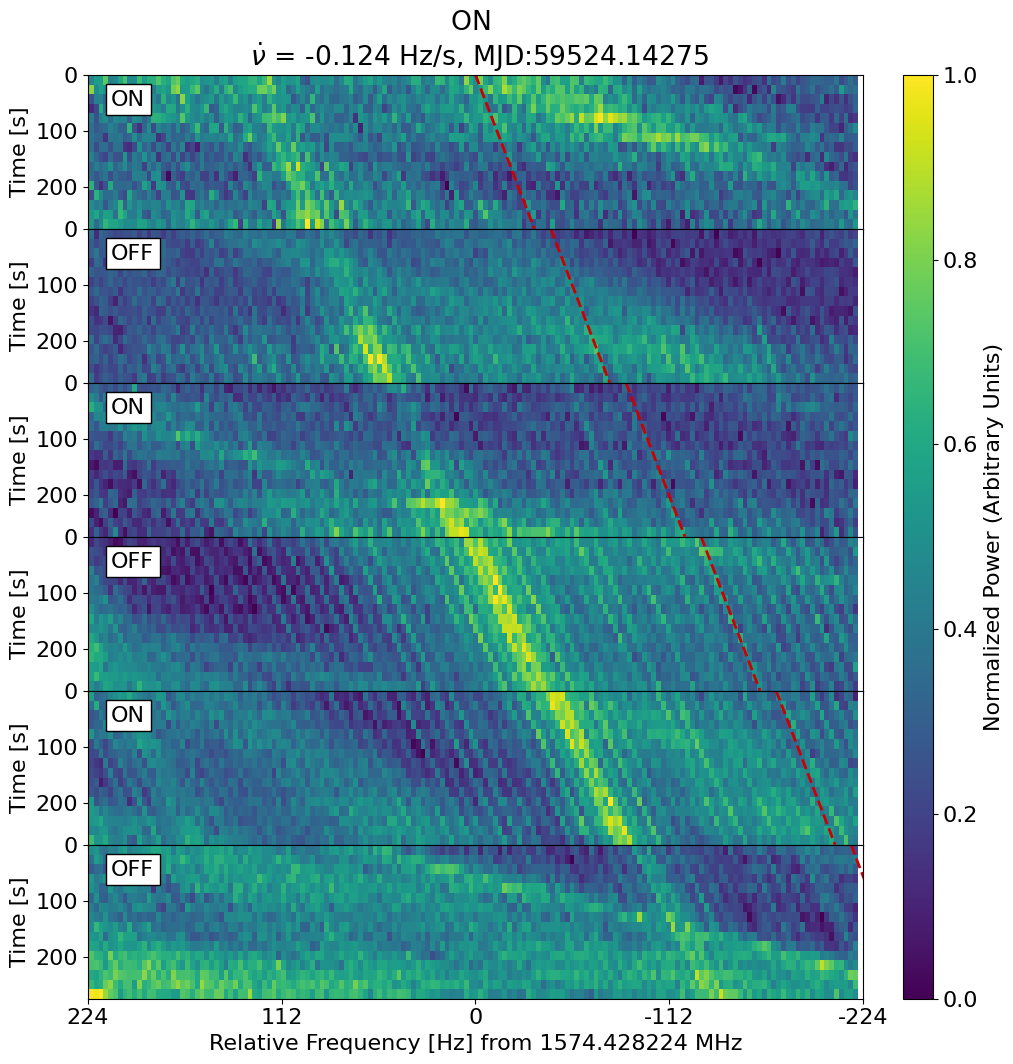 ON
ν̇ = -0.124 Hz/s, MJD:59524.14275
0
ON
100
200
Time [s]
0
OFF
100
200
Time [s]
0
ON
100
200
Time [s]
0
OFF
100
200
Time [s]
0
ON
100
200
Time [s]
0
OFF
100
200
Time [s]
224 112 0 -112 -224
Relative Frequency [Hz] from 1574.428224 MHz
1.0
0.8
0.6
0.4
0.2
0.0
Normalized Power (Arbitrary Units)